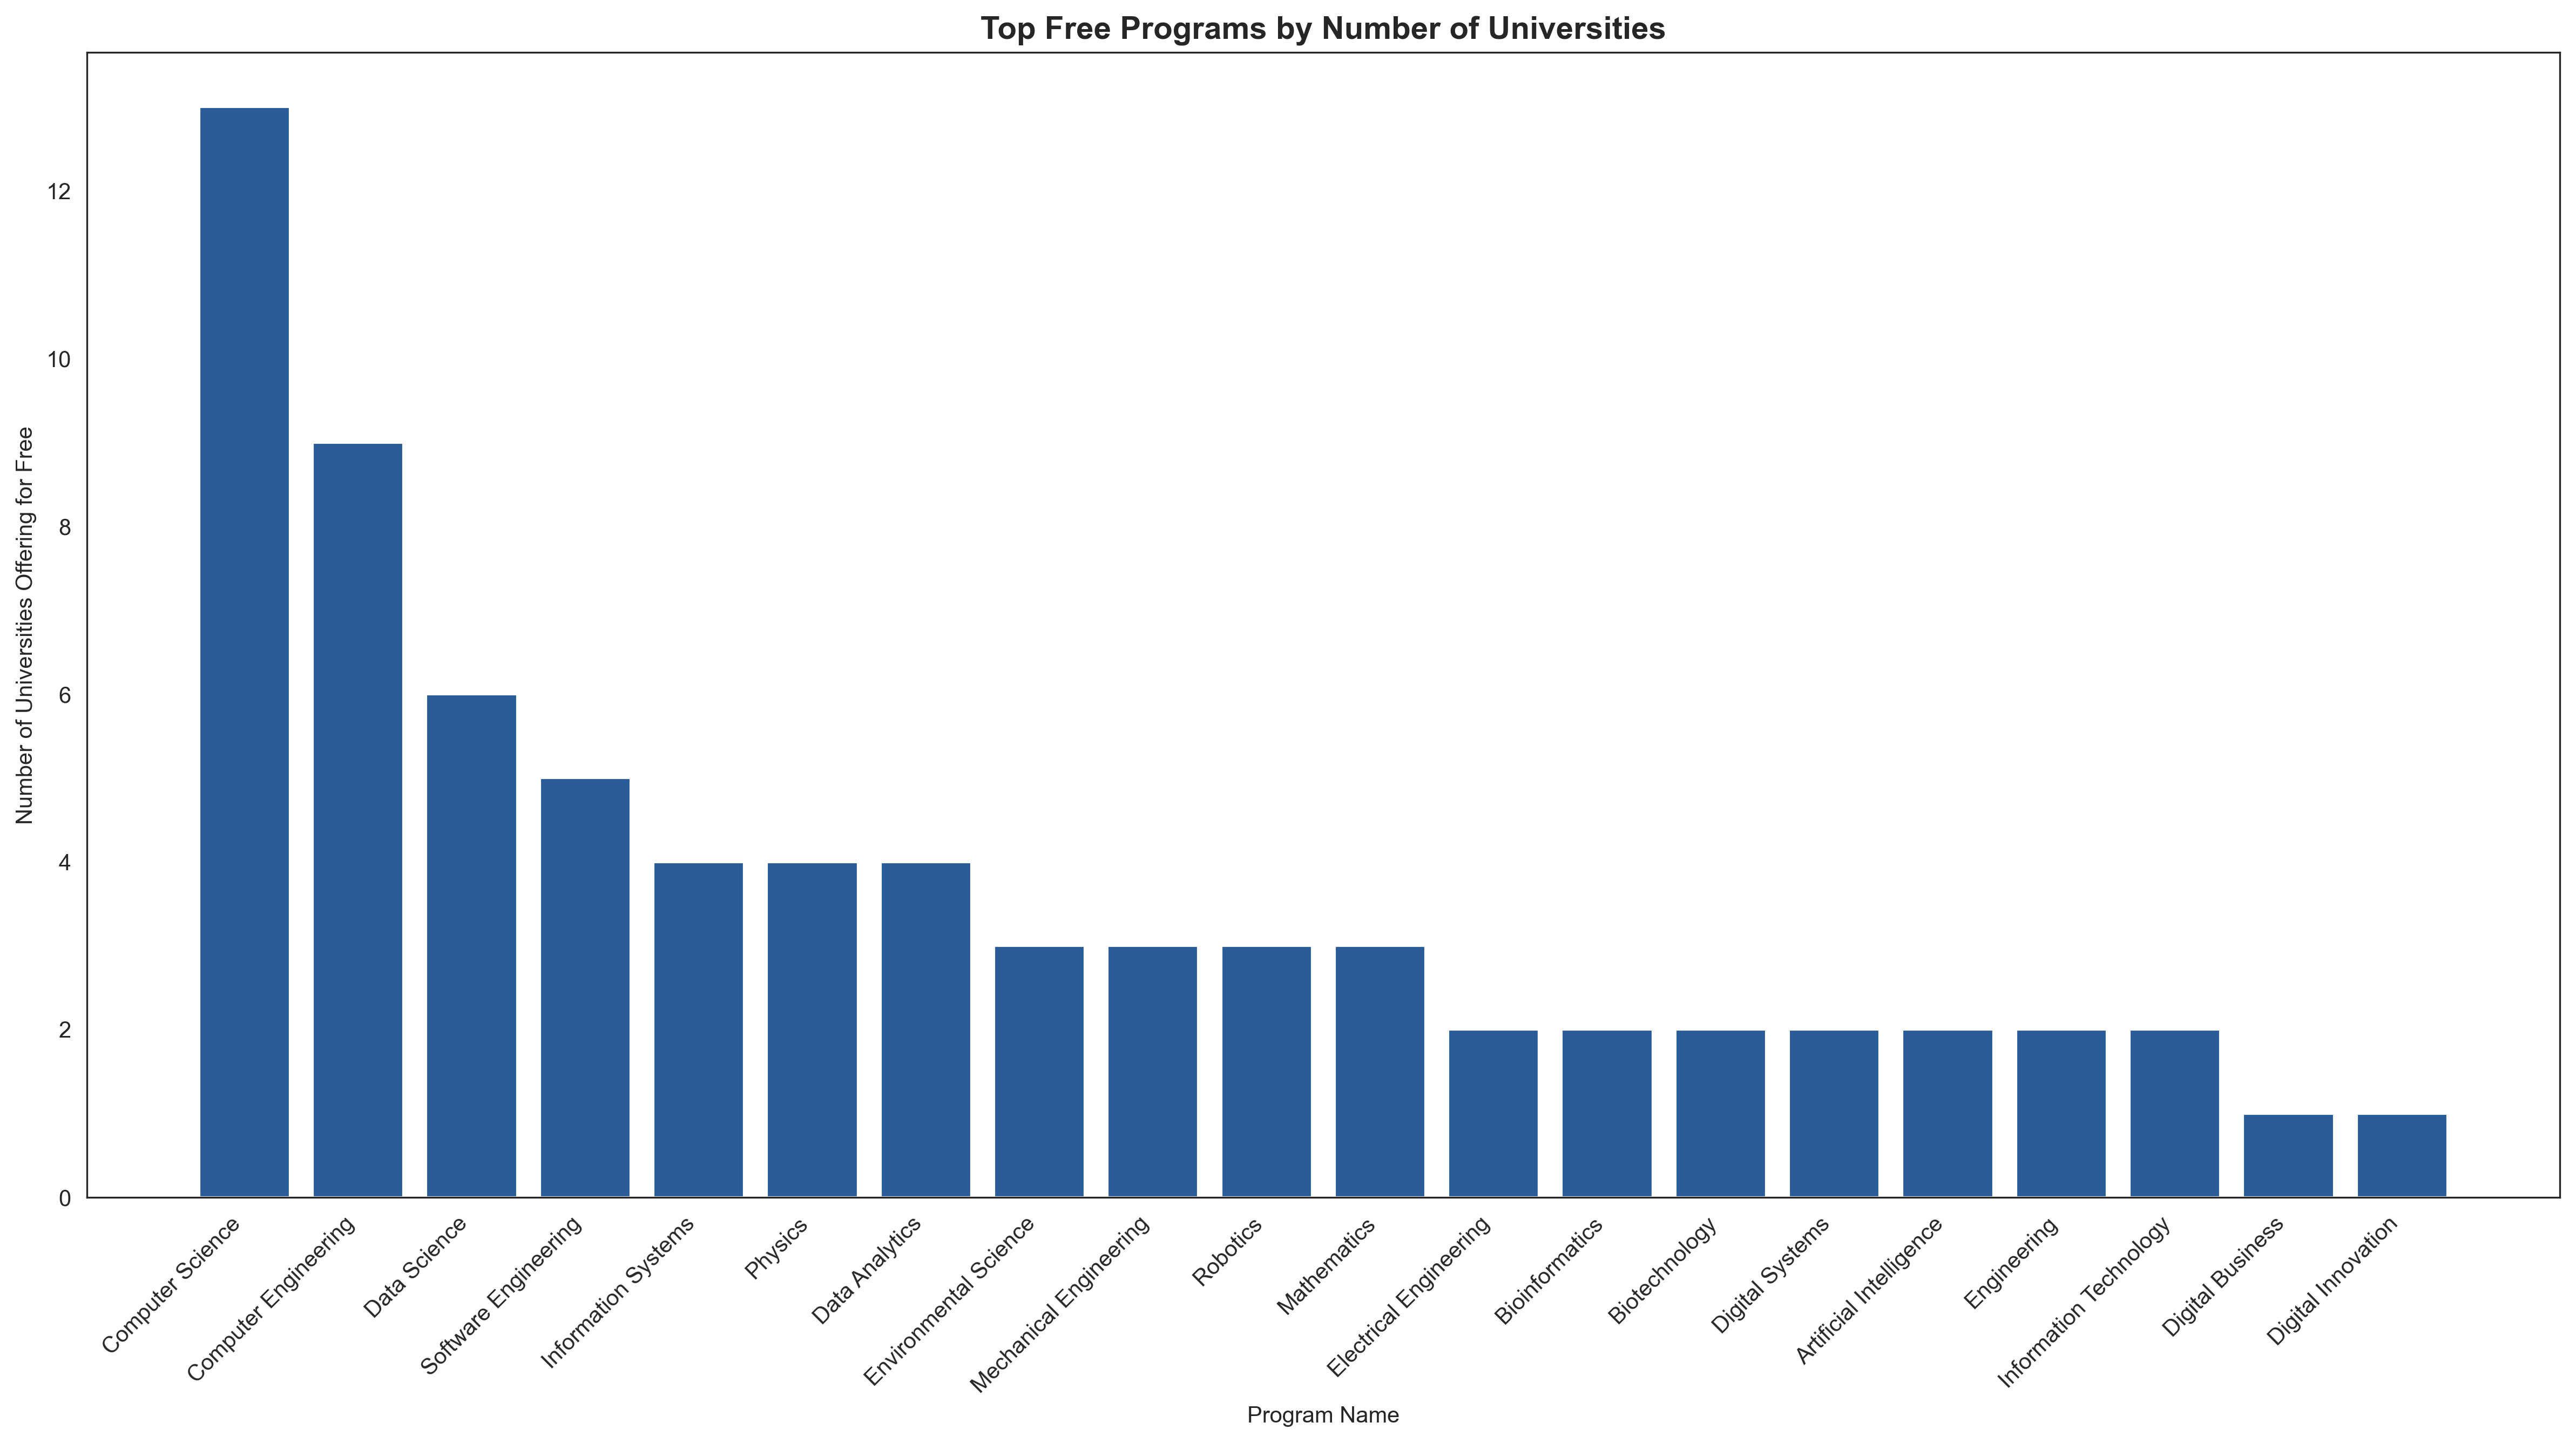 Top Free Programs by Number of Universities
Number of Universities Offering for Free
12
10
8
6
4
2
0
Computer Science
Computer Engineering
Data Science
Software Engineering
Information Systems
Physics
Data Analytics
Environmental Science
Mechanical Engineering
Robotics
Mathematics
Electrical Engineering
Bioinformatics
Biotechnology
Digital Systems
Artificial Intelligence
Engineering
Information Technology
Digital Business
Digital Innovation
Program Name